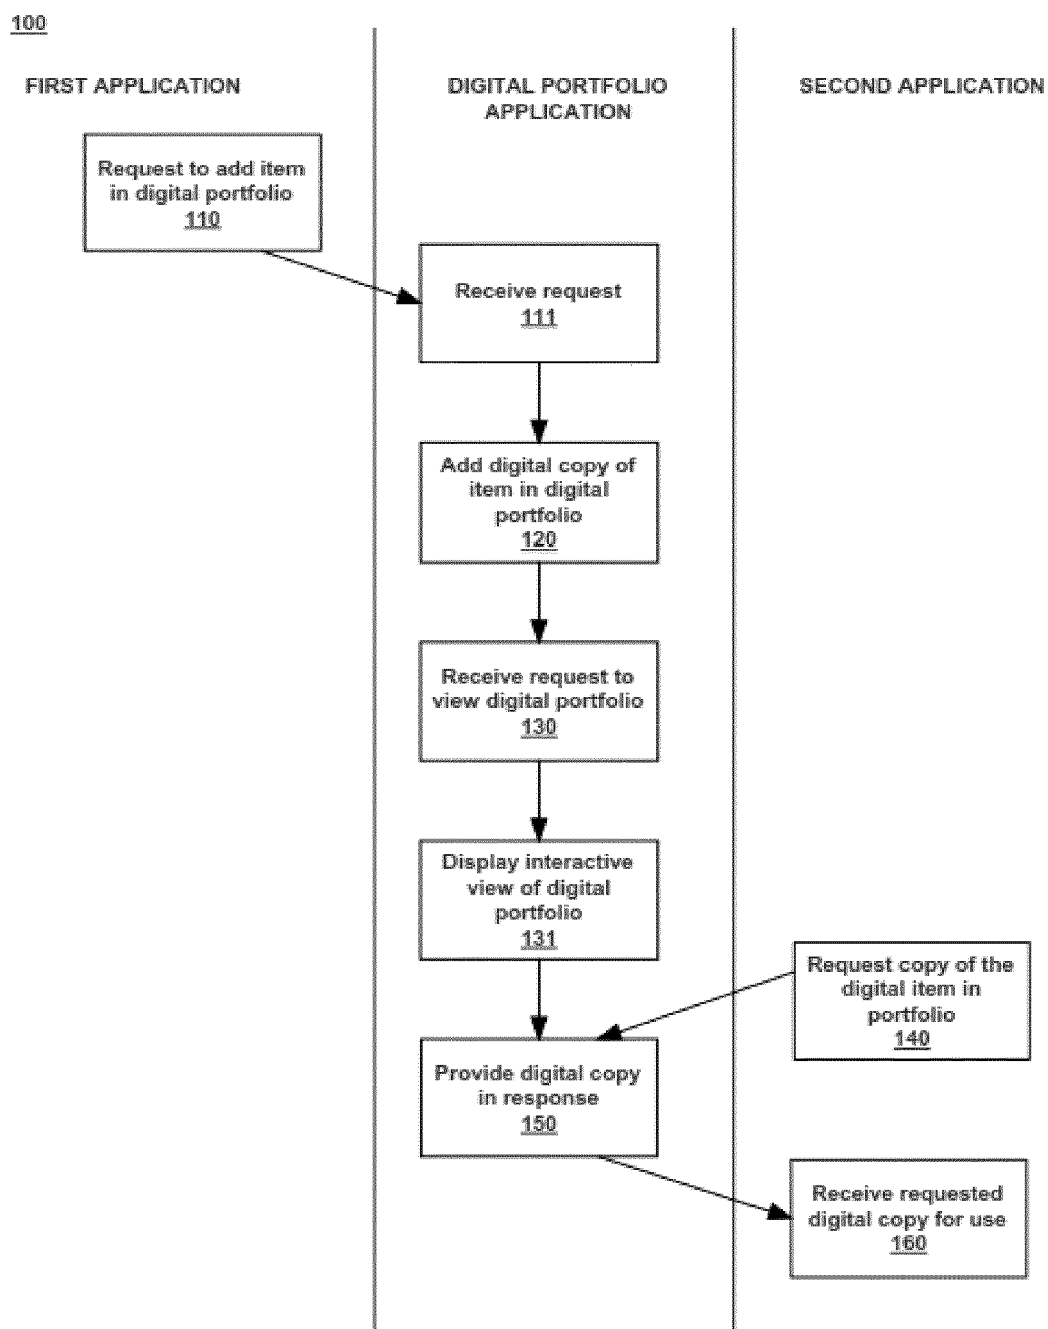 100
FIRST APPLICATION
DIGITAL PORTFOLIO
APPLICATION
SECOND APPLICATION
Request to add item
in digital portfolio
110
Receive request
111
Add digital copy of
item in digital
portfolio
120
Receive request to
view digital portfolio
130
Display interactive
view of digital
portfolio
131
Request copy of the
digital item in
portfolio
140
Provide digital copy
in response
150
Receive requested
digital copy for use
160